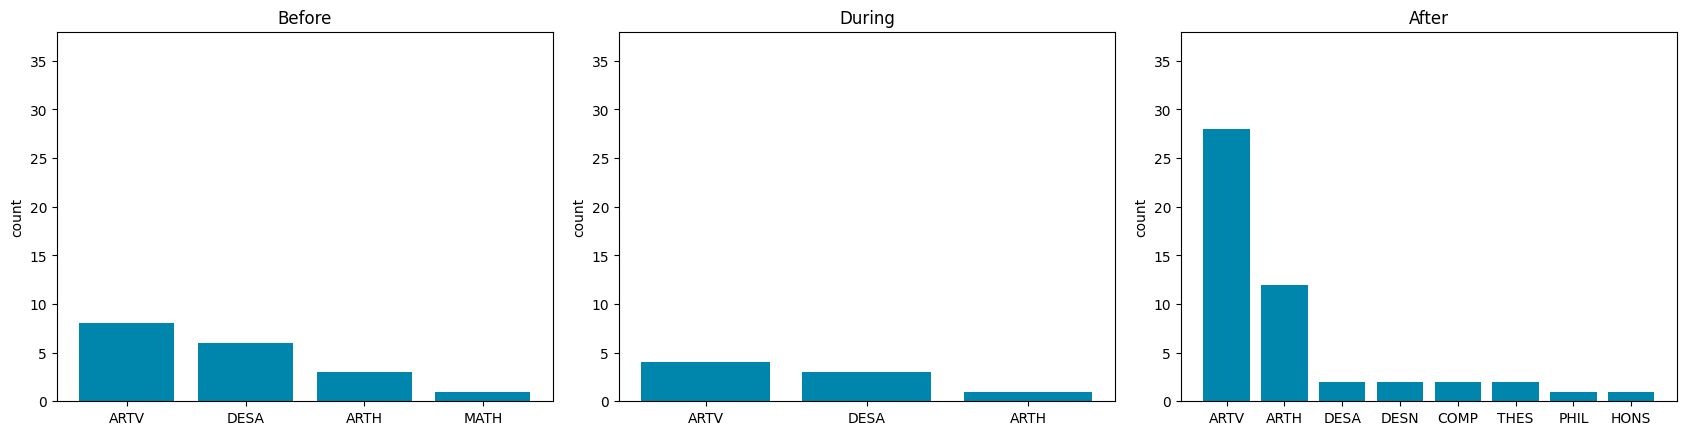 Before
During
After
35
30
25
20
15
10
5
0
count
ARTV DESA ARTH MATH
35
30
25
20
15
10
5
0
count
ARTV DESA ARTH
35
30
25
20
15
10
5
0
count
ARTV ARTH DESA DESN COMP THES PHIL HONS